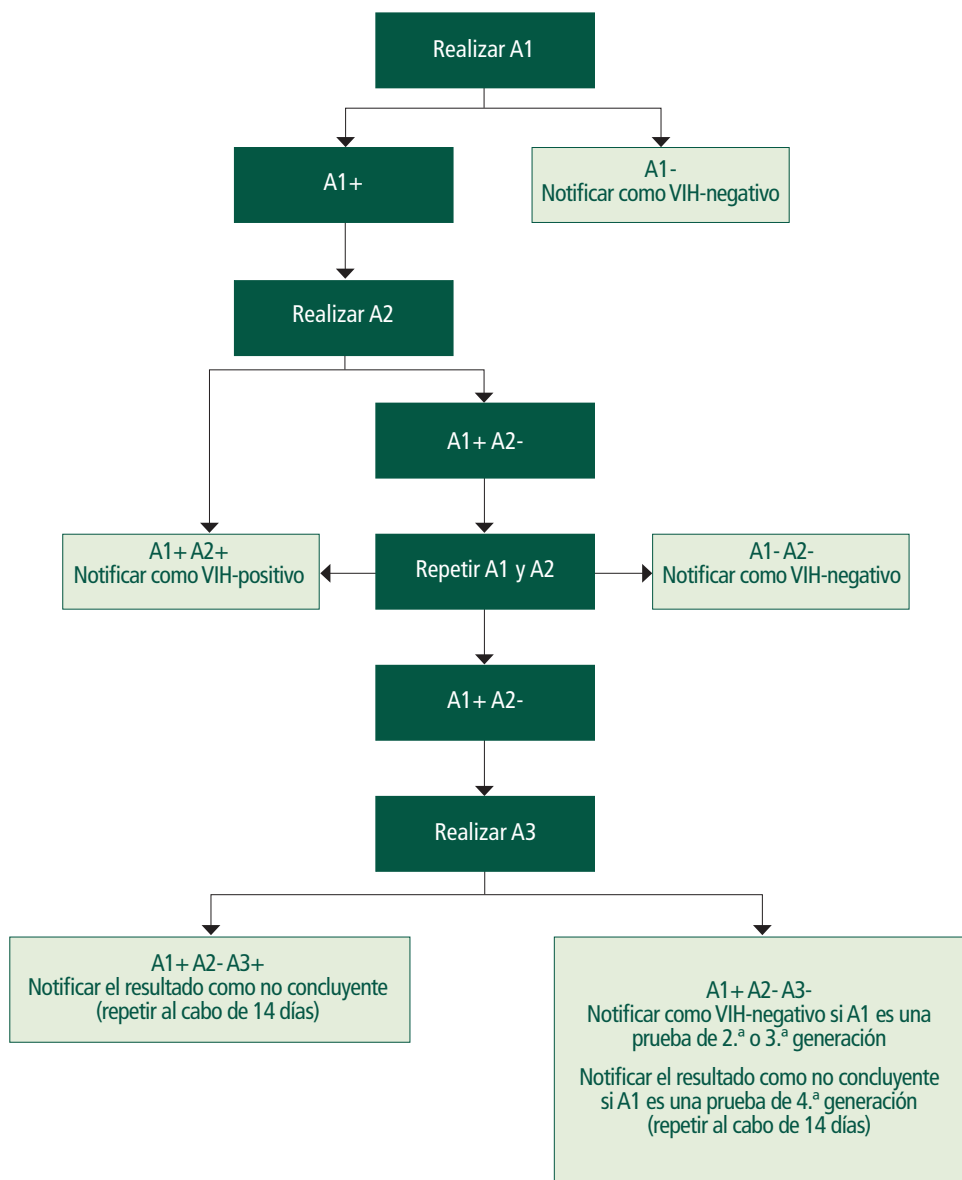 Realizar A1
A1+
A1-
Notificar como VIH-negativo
Realizar A2
A1+ A2-
A1+ A2+
Notificar como VIH-positivo
Repetir A1 y A2
A1- A2-
Notificar como VIH-negativo
A1+ A2-
Realizar A3
A1+ A2- A3+
Notificar el resultado como no concluyente
(repetir al cabo de 14 días)
A1+ A2- A3-
Notificar como VIH-negativo si A1 es una
prueba de 2.ª o 3.ª generación
Notificar el resultado como no concluyente
si A1 es una prueba de 4.ª generación
(repetir al cabo de 14 días)